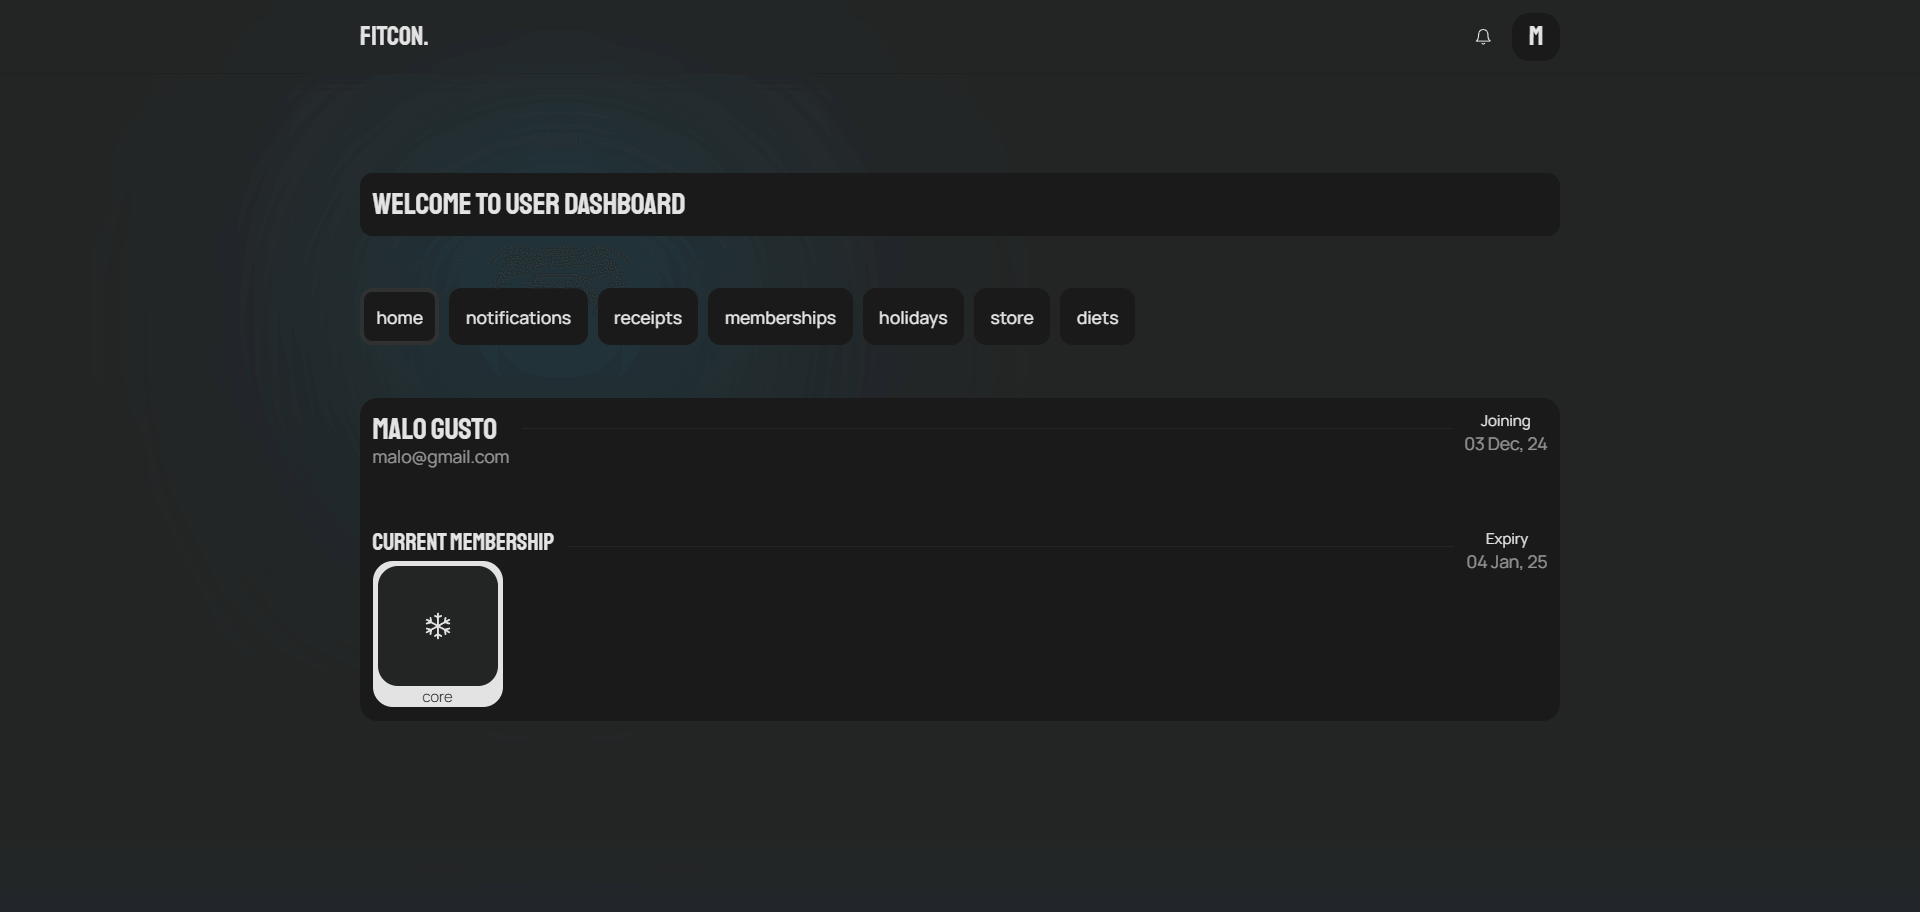 FITCON.
M
WELCOME TO USER DASHBOARD
home notifications receipts memberships holidays store diets
MALO GUSTO
malo@gmail.com
Joining
03 Dec, 24
CURRENT MEMBERSHIP
Expiry
04 Jan, 25
core